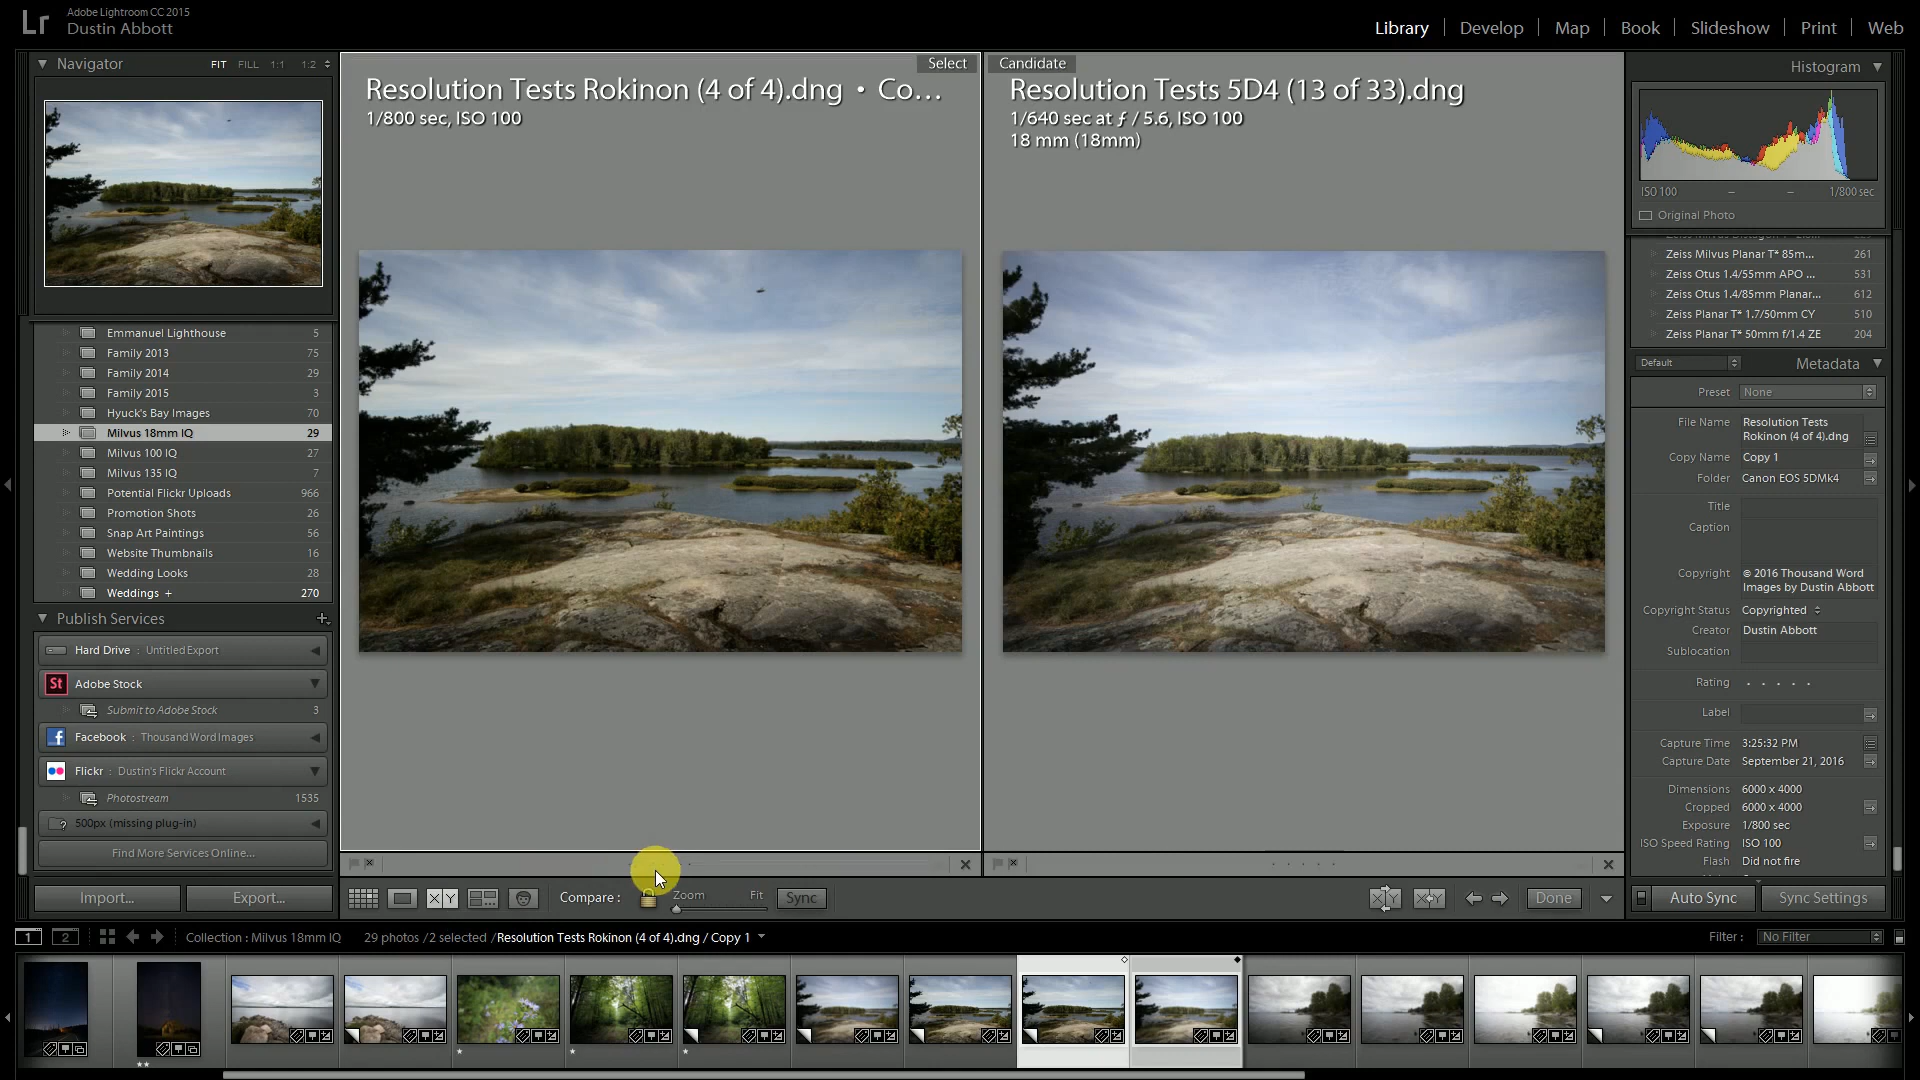 Lr
Adobe Lightroom CC 2015
Dustin Abbott
Library
Develop
Map
Book
Slideshow
Print
Web
Navigator
FIT
FILL
1:1
1:2
Emmanuel Lighthouse 5
Family 2013 75
Family 2014 29
Family 2015 3
Hyuck's Bay Images 70
Milvus 18mm IQ 29
Milvus 100 IQ 27
Milvus 135 IQ 7
Potential Flickr Uploads 966
Promotion Shots 26
Snap Art Paintings 56
Website Thumbnails 16
Wedding Looks 28
Weddings + 270
Publish Services
Hard Drive : Untitled Export
St Adobe Stock
Submit to Adobe Stock 3
f Facebook : Thousand Word Images
Flickr : Dustin's Flickr Account
Photostream 1535
500px (missing plug-in)
Find More Services Online...
Import...
Export...
Select
Resolution Tests Rokinon (4 of 4).dng • Co...
1/800 sec, ISO 100
Candidate
Resolution Tests 5D4 (13 of 33).dng
1/640 sec at ƒ / 5.6, ISO 100
18 mm (18mm)
Compare :
Zoom
Fit
Sync
Done
Histogram
ISO 100
1/800 sec
Original Photo
Zeiss Milvus Planar T* 85m... 261
Zeiss Otus 1.4/55mm APO ... 531
Zeiss Otus 1.4/85mm Planar... 612
Zeiss Planar T* 1.7/50mm CY 510
Zeiss Planar T* 50mm f/1.4 ZE 204
Default
Metadata
Preset None
File Name Resolution Tests
Rokinon (4 of 4).dng
Copy Name Copy 1
Folder Canon EOS 5DMk4
Title
Caption
Copyright © 2016 Thousand Word
Images by Dustin Abbott
Copyright Status Copyrighted
Creator Dustin Abbott
Sublocation
Rating
Label
Capture Time 3:25:32 PM
Capture Date September 21, 2016
Dimensions 6000 x 4000
Cropped 6000 x 4000
Exposure 1/800 sec
ISO Speed Rating ISO 100
Flash Did not fire
Auto Sync
Sync Settings
1
2
Collection : Milvus 18mm IQ
29 photos /2 selected /Resolution Tests Rokinon (4 of 4).dng / Copy 1
Filter :
No Filter